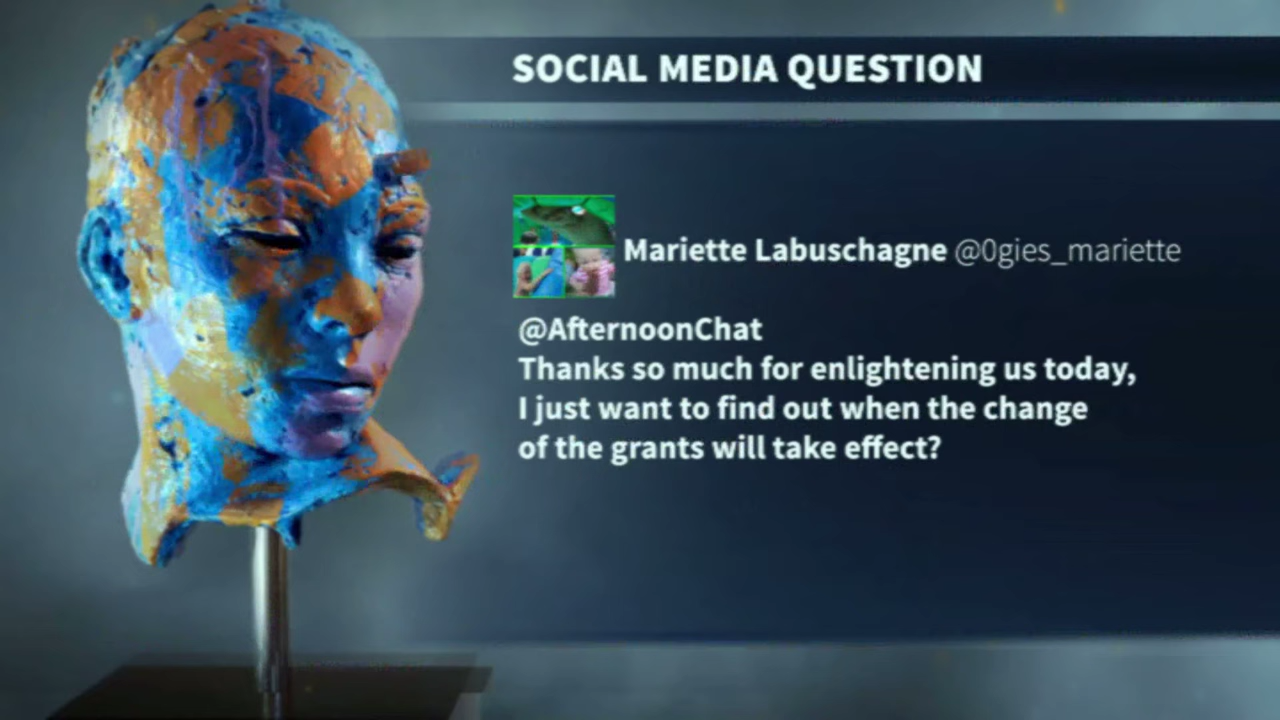 SOCIAL MEDIA QUESTION
Mariette Labuschagne @0gies_mariette
@AfternoonChat
Thanks so much for enlightening us today,
I just want to find out when the change
of the grants will take effect?